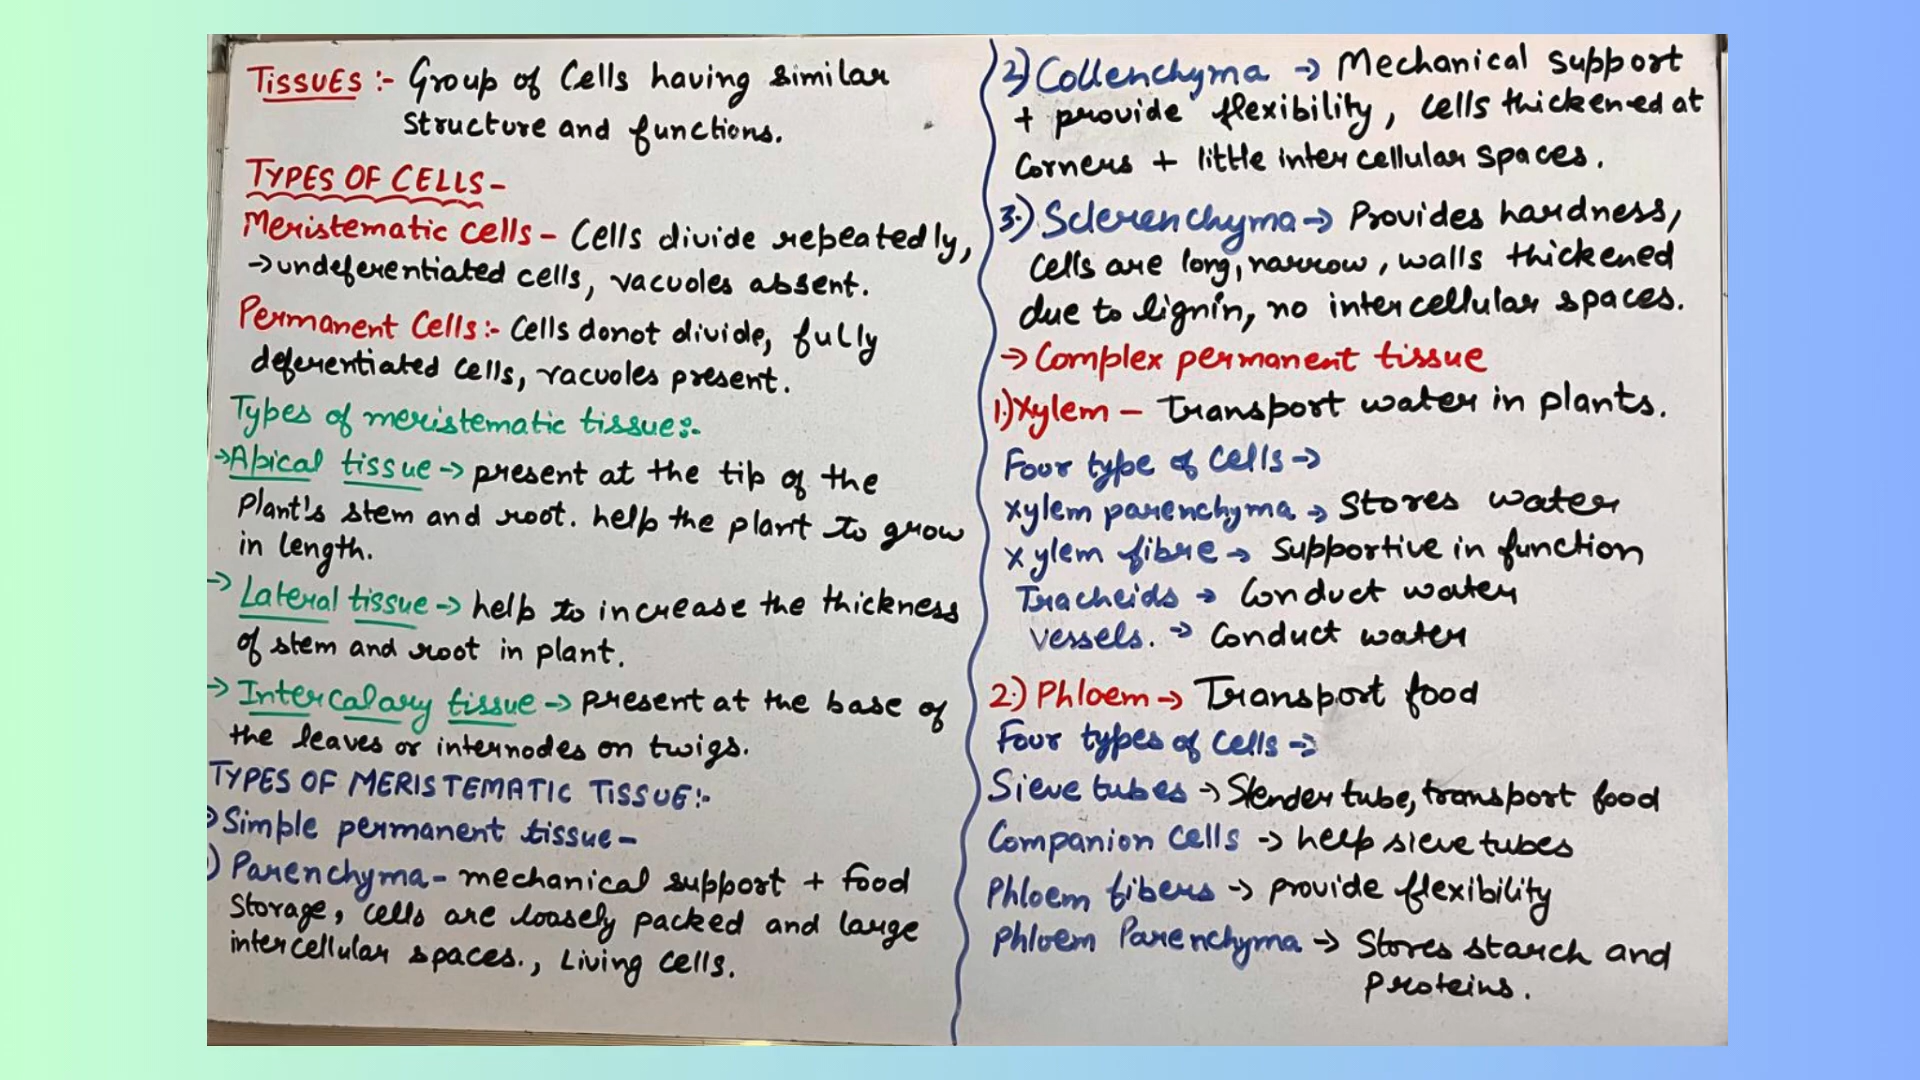 TISSUES :- Group of Cells having similar
structure and functions.
TYPES OF CELLS -
Meristematic cells - Cells divide repeatedly,
→ undeferentiated cells, vacuoles absent.
Permanent Cells :- Cells donot divide, fully
deferentiated cells, vacuoles present.
Types of meristematic tissue:-
→ Apical tissue → present at the tip of the
Plant's stem and root. help the plant to grow
in length.
→ Lateral tissue → help to increase the thickness
of stem and root in plant.
→ Intercalary tissue → present at the base of
the leaves or internodes on twigs.
TYPES OF MERISTEMATIC TISSUE:-
→ Simple permanent tissue -
) Parenchyma - mechanical support + food
storage, cells are loosely packed and large
intercellular spaces., Living cells.
2) Collenchyma → Mechanical support
+ provide flexibility, cells thickened at
Corners + little intercellular spaces.
3.) Sclerenchyma → Provides hardness,
cells are long, narrow, walls thickened
due to lignin, no intercellular spaces.
→ Complex permanent tissue
1.) Xylem - Transport water in plants.
Four type of cells →
Xylem parenchyma → Stores water
Xylem fibre → Supportive in function
Tracheids → Conduct water
Vessels. → Conduct water
2.) Phloem → Transport food
Four types of cells →
Sieve tubes → Slender tube, transport food
Companion cells → help sieve tubes
Phloem fibers → provide flexibility
Phloem Parenchyma → Stores starch and
proteins.